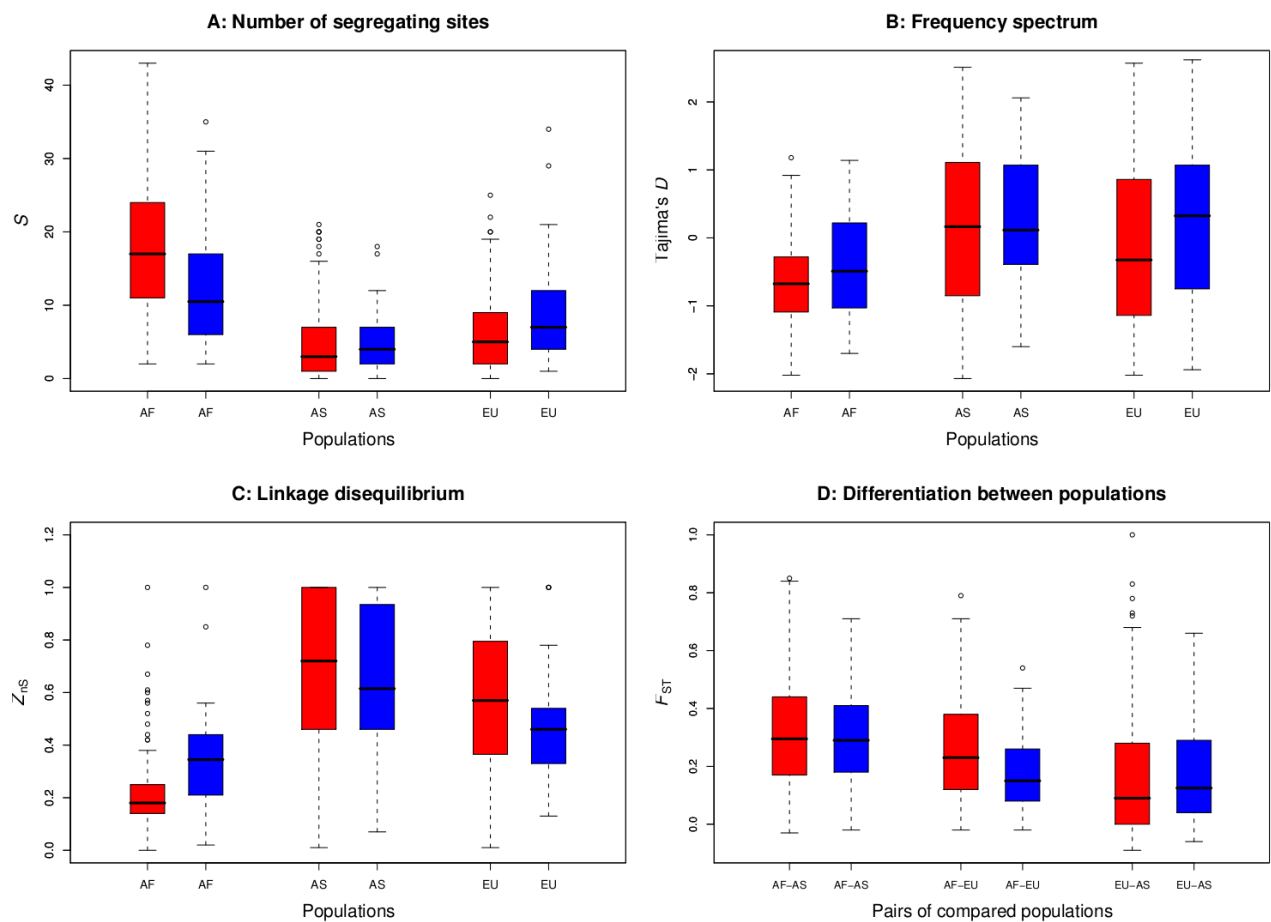 A: Number of segregating sites
S
0 10 20 30 40
AF AF AS AS EU EU
Populations
B: Frequency spectrum
Tajima's D
−2 −1 0 1 2
AF AF AS AS EU EU
Populations
C: Linkage disequilibrium
ZnS
0.0 0.2 0.4 0.6 0.8 1.0 1.2
AF AF AS AS EU EU
Populations
D: Differentiation between populations
FST
0.0 0.2 0.4 0.6 0.8 1.0
AF−AS AF−AS AF−EU AF−EU EU−AS EU−AS
Pairs of compared populations